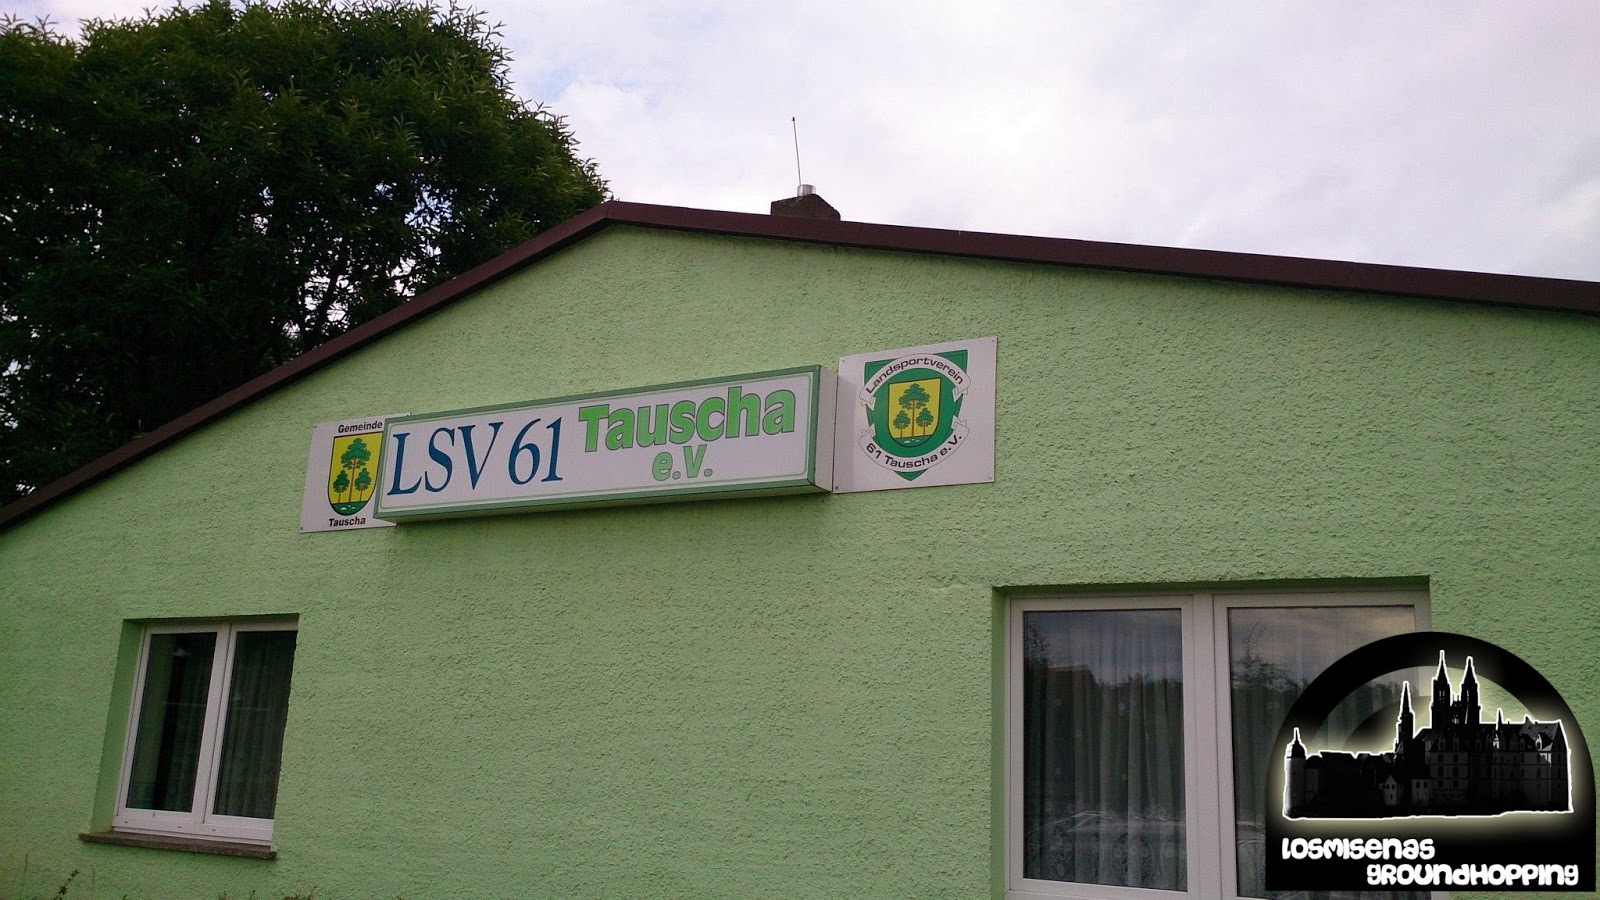 Gemeinde
Tauscha
LSV 61 Tauscha
e.V.
Landsportverein
61 Tauscha e.V.
LOSMISENAS
GROUNDHOPPING